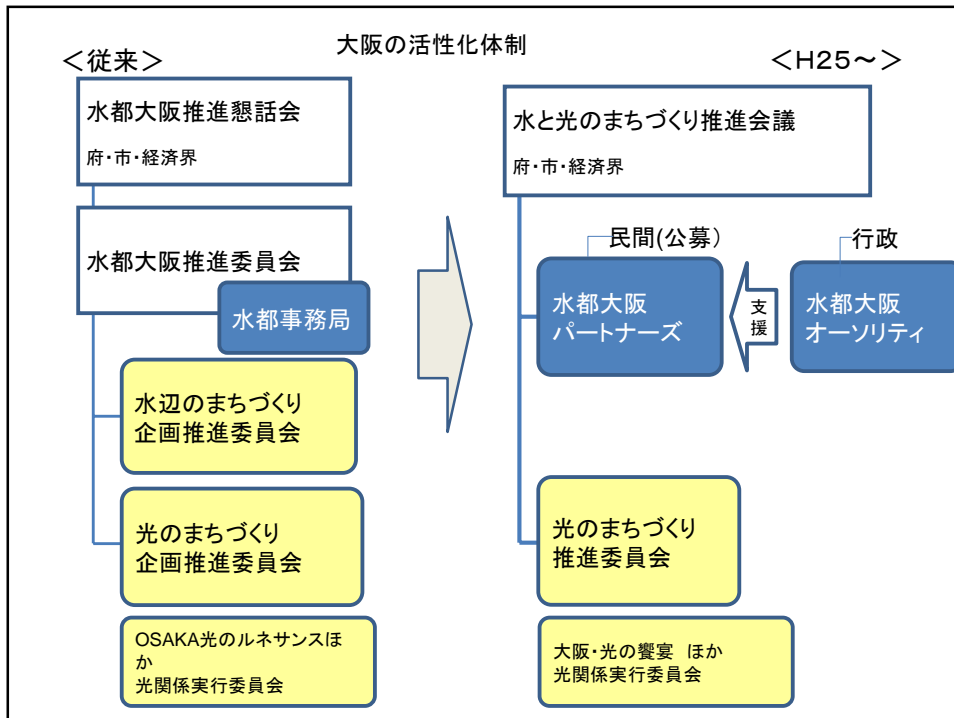 大阪の活性化体制
＜従来＞
水都大阪推進懇話会
府・市・経済界
水都大阪推進委員会
水都事務局
水辺のまちづくり
企画推進委員会
光のまちづくり
企画推進委員会
OSAKA光のルネサンスほ
か
光関係実行委員会
＜H25～＞
水と光のまちづくり推進会議
府・市・経済界
民間(公募）
水都大阪
パートナーズ
支
援
行政
水都大阪
オーソリティ
光のまちづくり
推進委員会
大阪・光の饗宴　ほか
光関係実行委員会